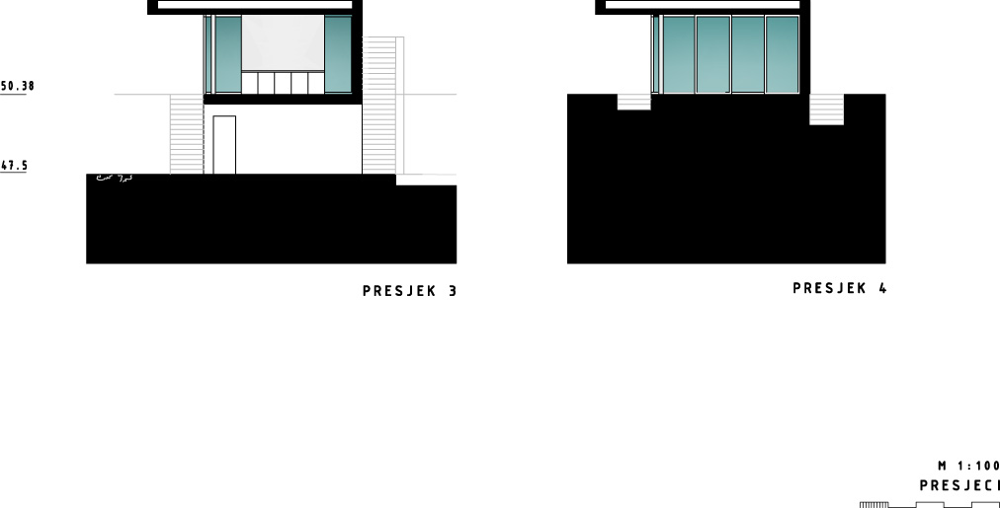 50.38
47.5
PRESJEK 3
PRESJEK 4
M 1:100
PRESJECI